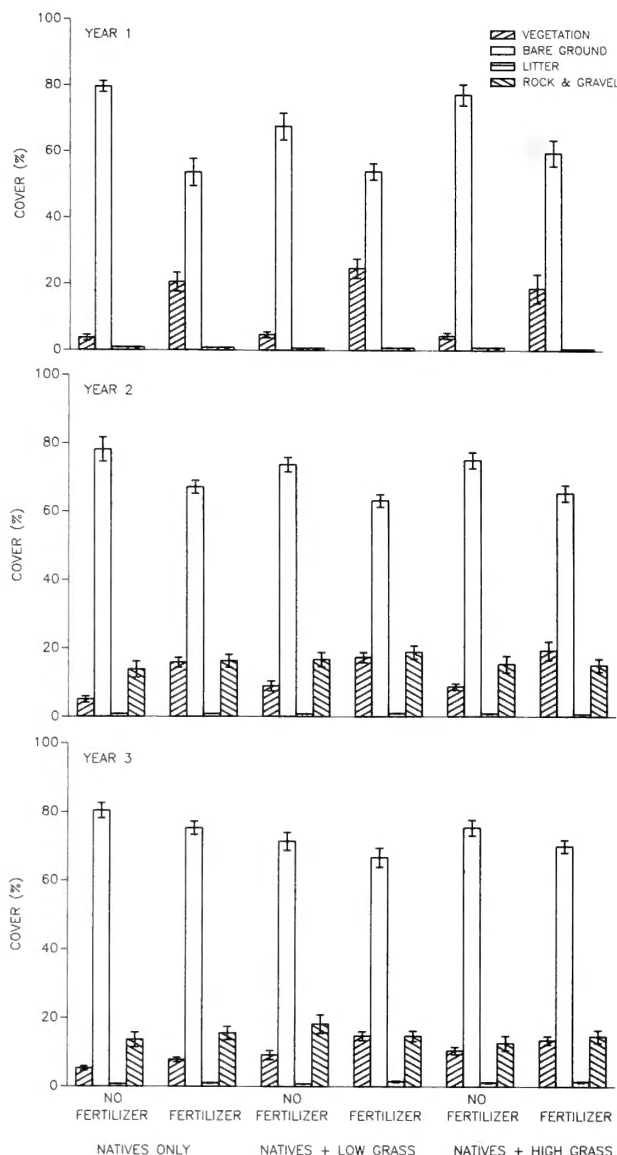 100
YEAR 1
VEGETATION
BARE GROUND
LITTER
ROCK & GRAVEL
80
60
40
20
0
COVER (%)
100
YEAR 2
80
60
40
20
0
COVER (%)
100
YEAR 3
80
60
40
20
0
COVER (%)
NO FERTILIZER NO FERTILIZER NO FERTILIZER
FERTILIZER FERTILIZER FERTILIZER
NATIVES ONLY NATIVES + LOW GRASS NATIVES + HIGH GRASS